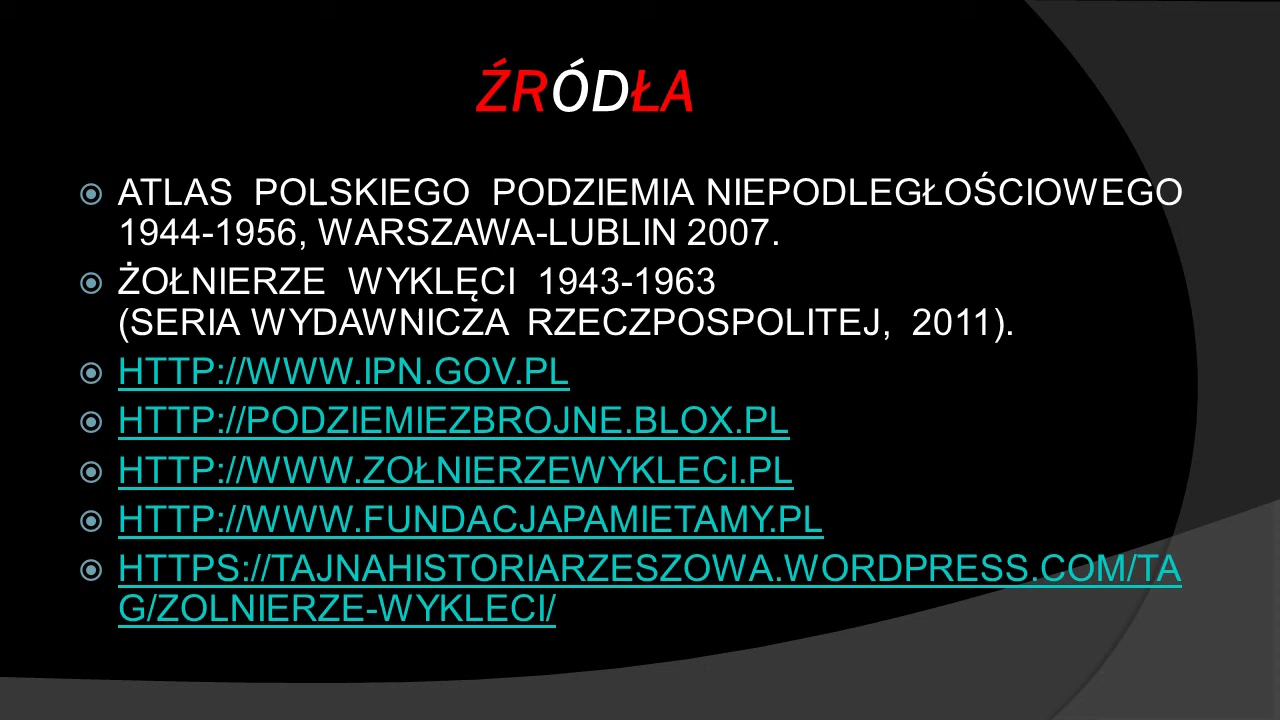 ŹRÓDŁA
ATLAS POLSKIEGO PODZIEMIA NIEPODLEGŁOŚCIOWEGO
1944-1956, WARSZAWA-LUBLIN 2007.
ŻOŁNIERZE WYKLĘCI 1943-1963
(SERIA WYDAWNICZA RZECZPOSPOLITEJ, 2011).
HTTP://WWW.IPN.GOV.PL
HTTP://PODZIEMIEZBROJNE.BLOX.PL
HTTP://WWW.ZOŁNIERZEWYKLECI.PL
HTTP://WWW.FUNDACJAPAMIETAMY.PL
HTTPS://TAJNAHISTORIARZESZOWA.WORDPRESS.COM/TA
G/ZOLNIERZE-WYKLECI/